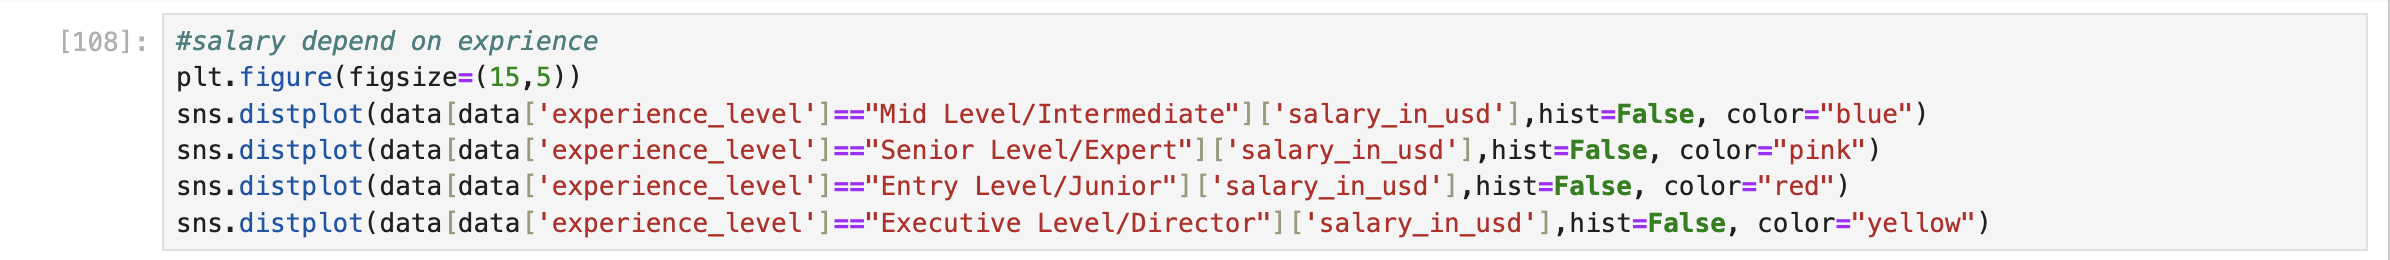 [108]: #salary depend on exprience
plt.figure(figsize=(15,5))
sns.distplot(data[data['experience_level']=="Mid Level/Intermediate"]['salary_in_usd'],hist=False, color="blue")
sns.distplot(data[data['experience_level']=="Senior Level/Expert"]['salary_in_usd'],hist=False, color="pink")
sns.distplot(data[data['experience_level']=="Entry Level/Junior"]['salary_in_usd'],hist=False, color="red")
sns.distplot(data[data['experience_level']=="Executive Level/Director"]['salary_in_usd'],hist=False, color="yellow")